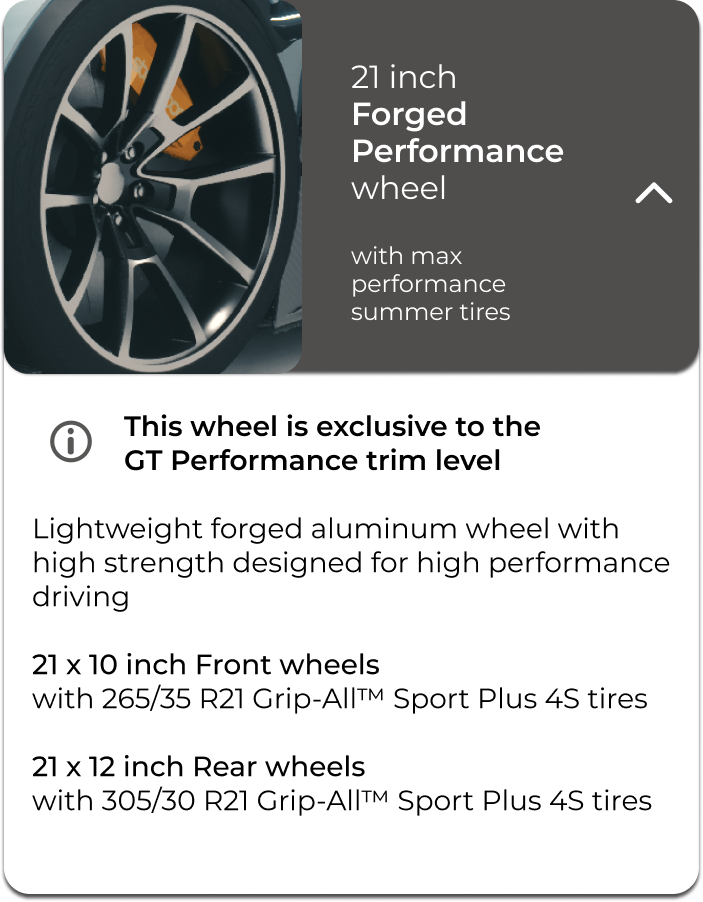 21 inch
Forged
Performance
wheel
with max
performance
summer tires
This wheel is exclusive to the
GT Performance trim level
Lightweight forged aluminum wheel with
high strength designed for high performance
driving
21 x 10 inch Front wheels
with 265/35 R21 Grip-All™ Sport Plus 4S tires
21 x 12 inch Rear wheels
with 305/30 R21 Grip-All™ Sport Plus 4S tires